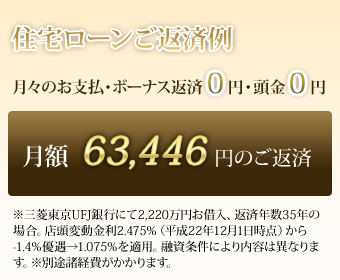 住宅ローンご返済例
月々のお支払・ボーナス返済0円・頭金0円
月額 63,446円のご返済
※三菱東京UFJ銀行にて2,220万円お借入、返済年数35年の
場合。店頭変動金利2.475%（平成22年12月1日時点）から
-1.4%優遇→1.075%を適用。融資条件により内容は異なりま
す。※別途諸経費がかかります。